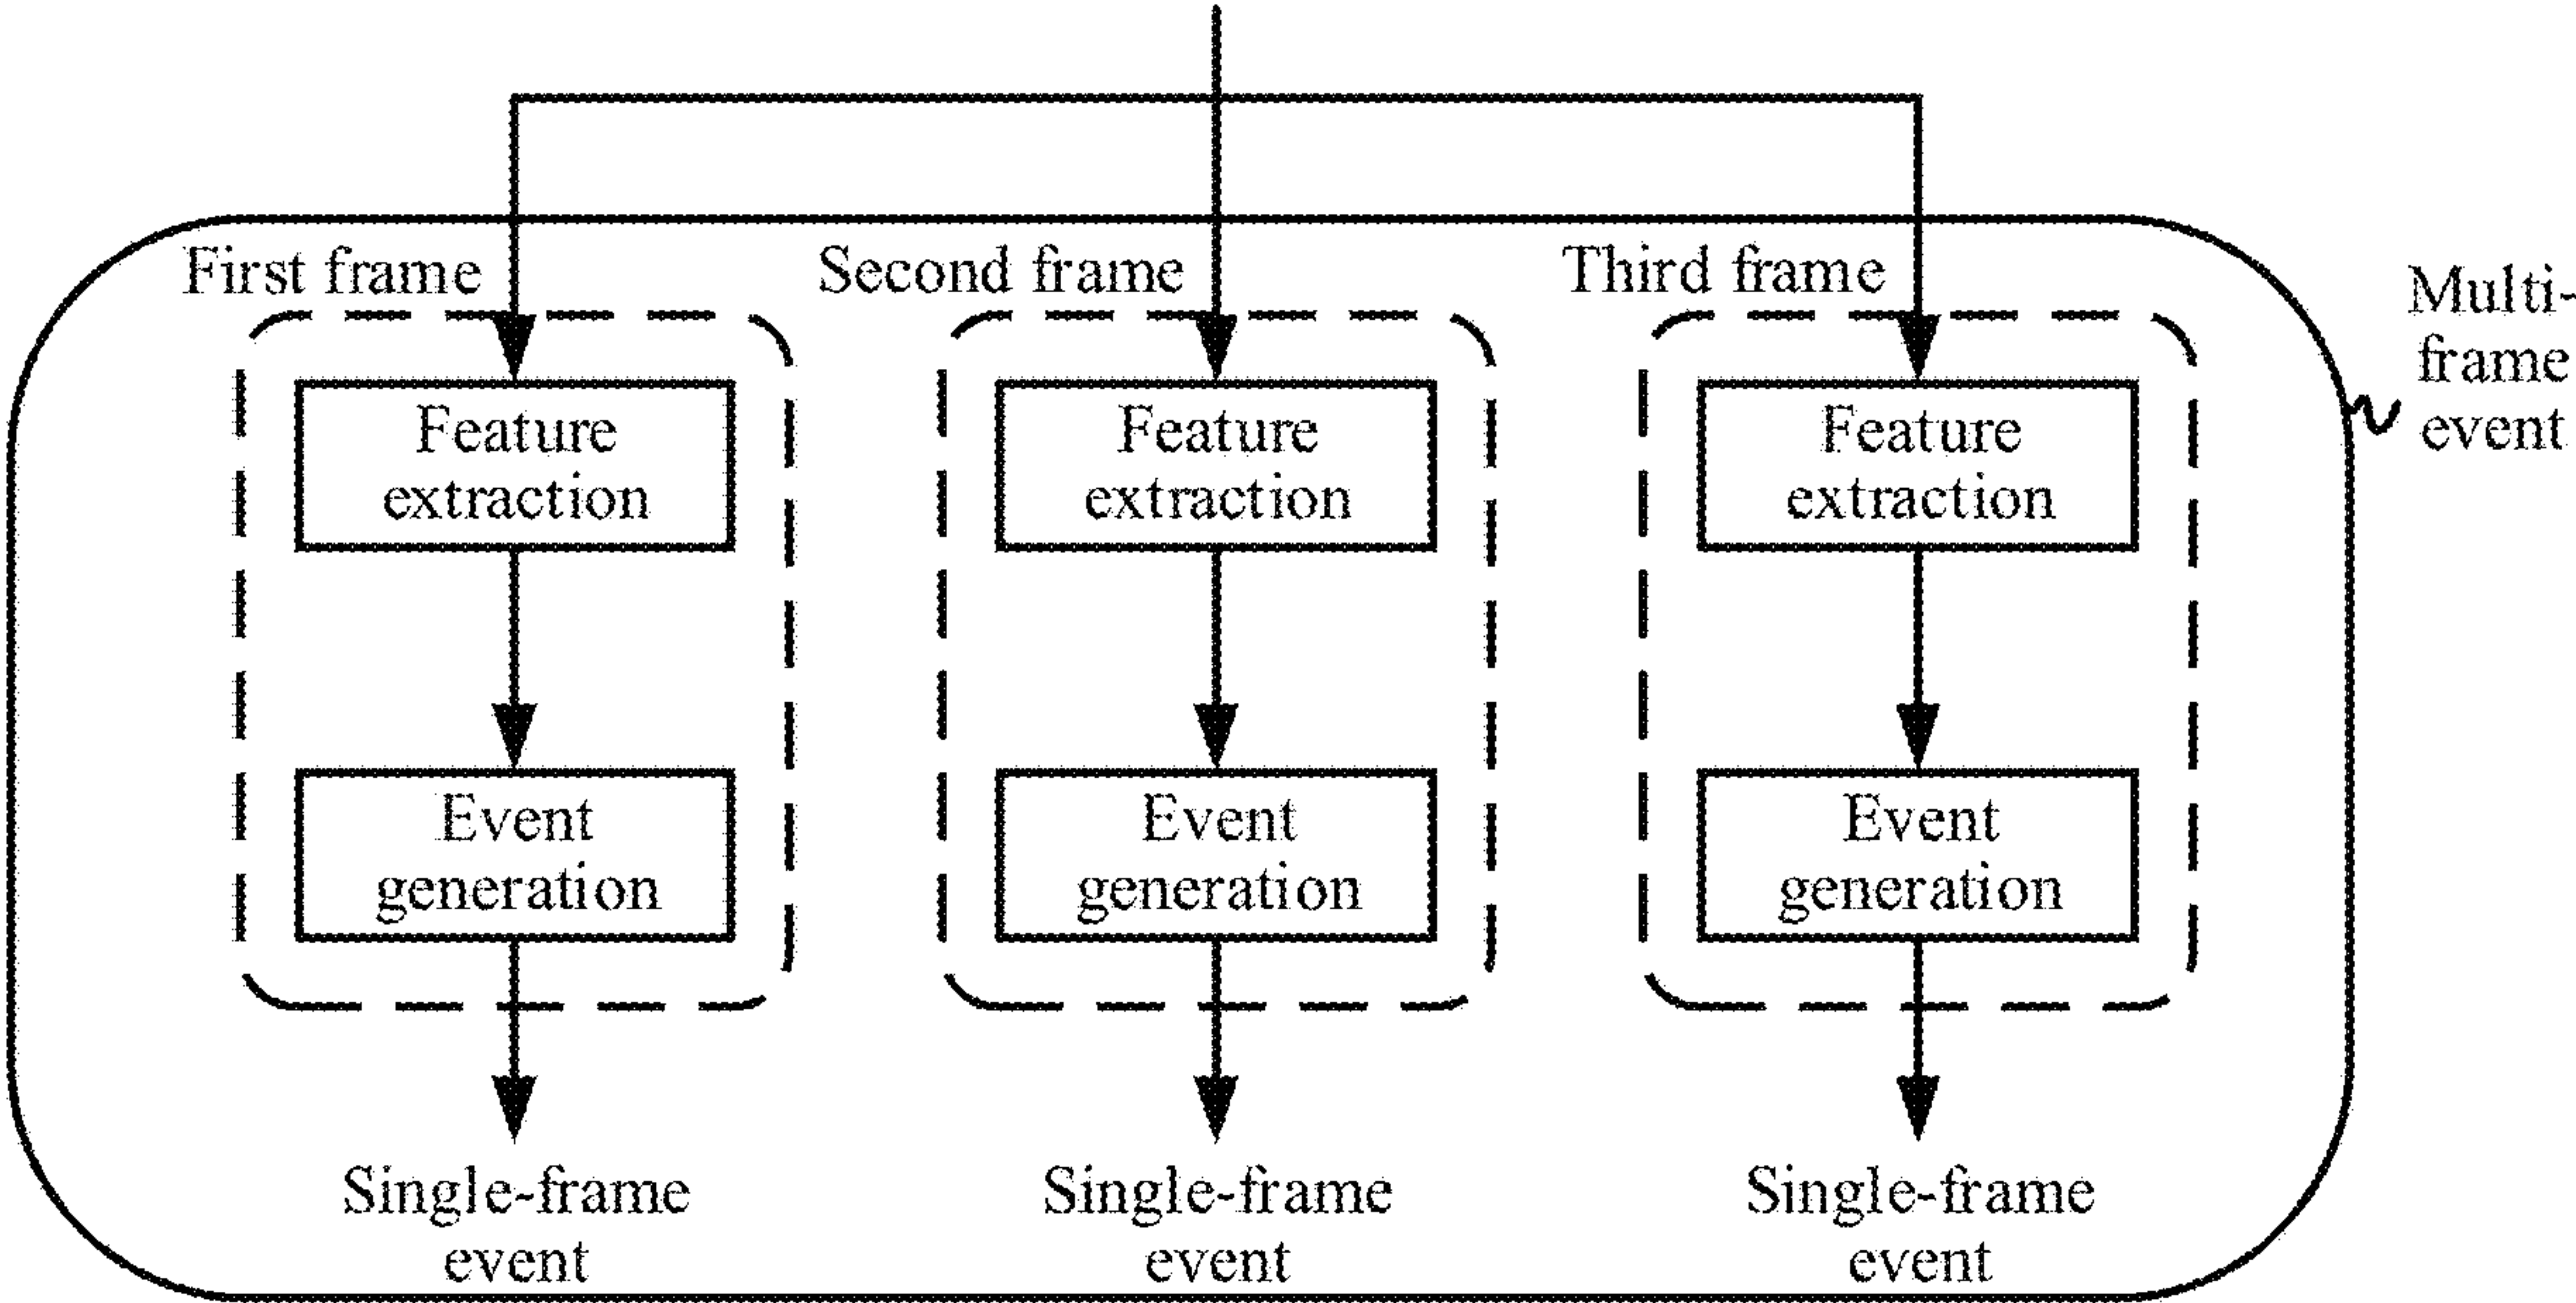 First frame
Second frame
Third frame
Multi-
frame
event
Feature
extraction
Feature
extraction
Feature
extraction
Event
generation
Event
generation
Event
generation
Single-frame
event
Single-frame
event
Single-frame
event